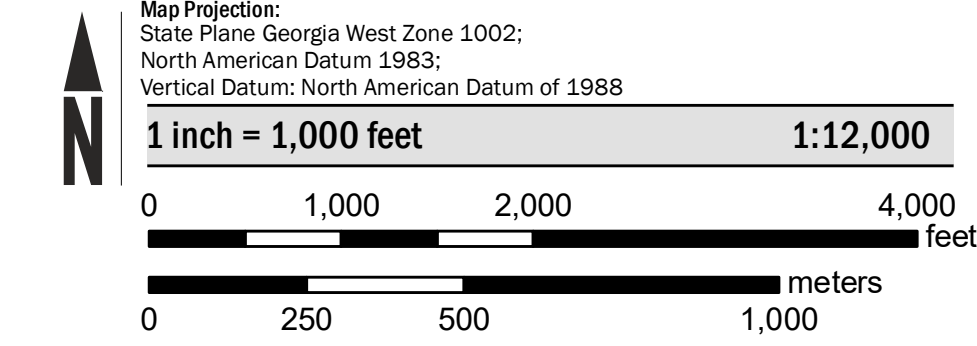 Map Projection:
State Plane Georgia West Zone 1002;
North American Datum 1983;
Vertical Datum: North American Datum of 1988
N
1 inch = 1,000 feet 1:12,000
0 1,000 2,000 4,000
feet
meters
0 250 500 1,000